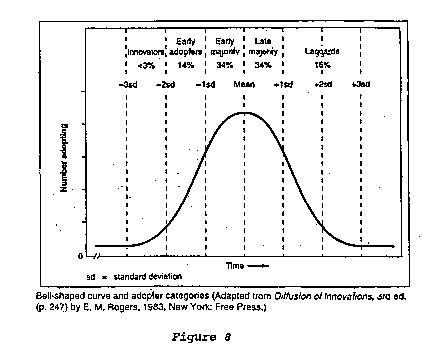 Innovators Early adopters Early majority Late majority Laggards
<3% 14% 34% 34% 16%
-3sd -2sd -1sd Mean +1sd +2sd +3sd
Number adopting
0
Time
sd = standard deviation
Bell-shaped curve and adopter categories (Adapted from Diffusion of Innovations, 3rd ed.
(p. 247) by E. M. Rogers, 1983, New York: Free Press.)
Figure 8